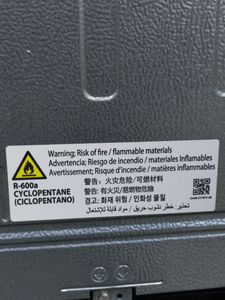 Warning; Risk of fire / flammable materials
Advertencia; Riesgo de incendio / materiales Inflamables
Avertissement; Risque d'incendie / matières inflammables
R-600a
CYCLOPENTANE
(CICLOPENTANO)
警告：火灾危险/可燃材料
警告：有火災/易燃物危險
경고: 화재 위험 / 인화성 물질
تحذير: خطر نشوب حريق / مواد قابلة للاشتعال